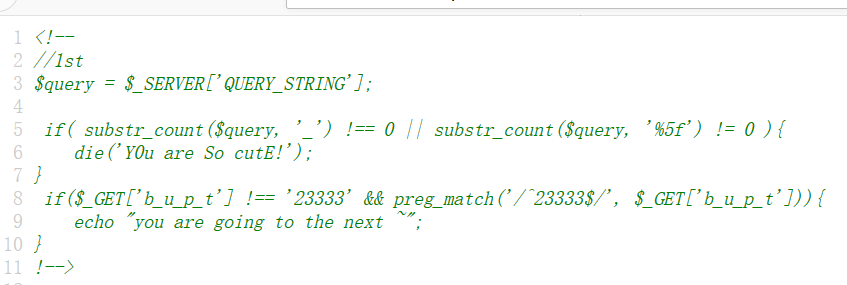 1 <!--
2 //1st
3 $query = $_SERVER['QUERY_STRING'];
4
5 if( substr_count($query, '_') !== 0 || substr_count($query, '%5f') != 0 ){
6 die('Y0u are So cutE!');
7 }
8 if($_GET['b_u_p_t'] !== '23333' && preg_match('/^23333$/', $_GET['b_u_p_t'])){
9 echo "you are going to the next ~";
10 }
11 !-->